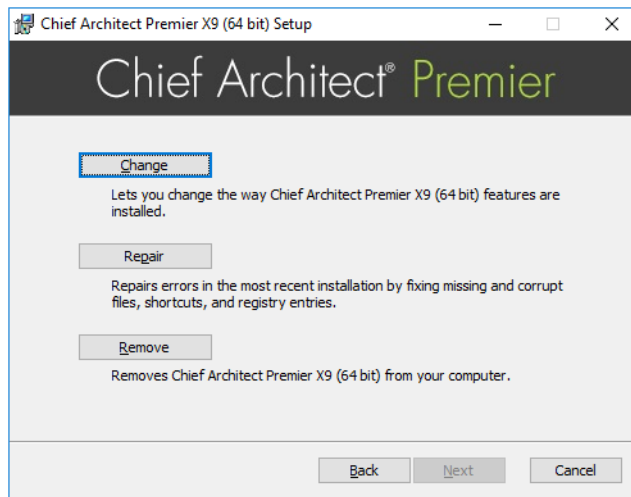 Chief Architect Premier X9 (64 bit) Setup
Chief Architect® Premier
Change
Lets you change the way Chief Architect Premier X9 (64 bit) features are
installed.
Repair
Repairs errors in the most recent installation by fixing missing and corrupt
files, shortcuts, and registry entries.
Remove
Removes Chief Architect Premier X9 (64 bit) from your computer.
Back Next Cancel